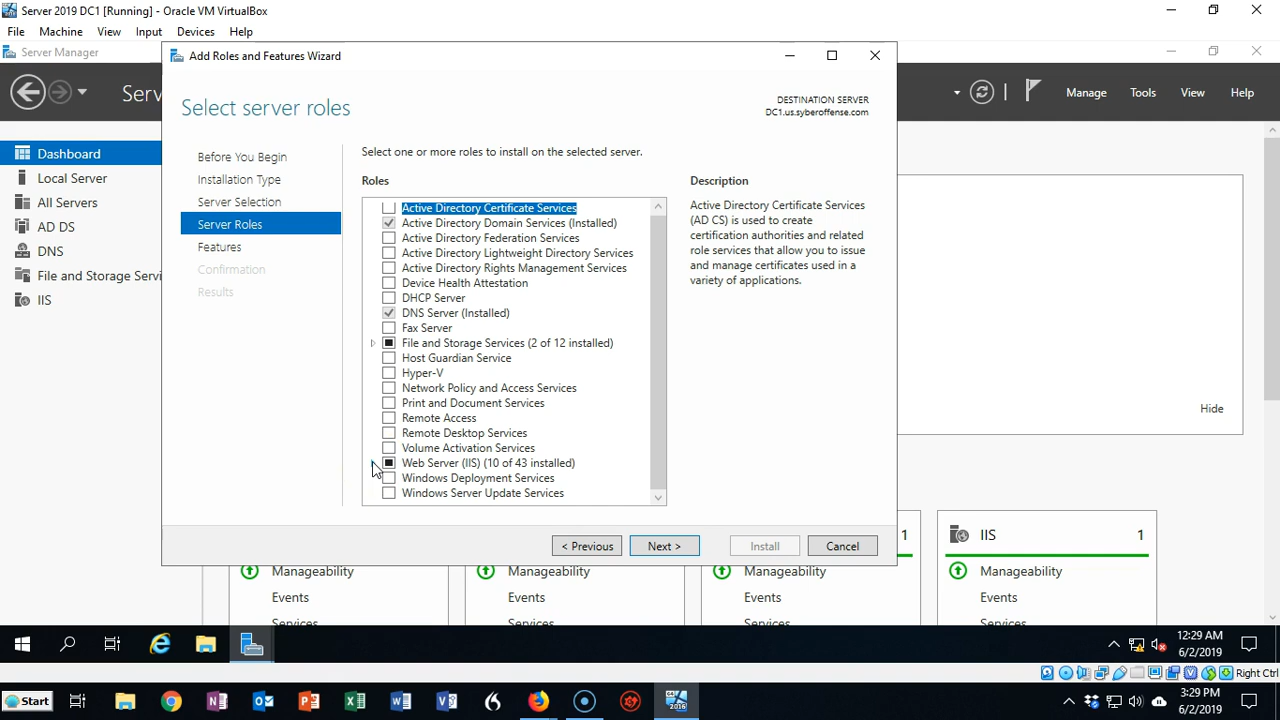 Server 2019 DC1 [Running] - Oracle VM VirtualBox
File Machine View Input Devices Help
Server Manager
Add Roles and Features Wizard
Serv
Manage Tools View Help
Select server roles
DESTINATION SERVER
DC1.us.syberoffense.com
Dashboard
Local Server
All Servers
AD DS
DNS
File and Storage Servi
IIS
Before You Begin
Installation Type
Server Selection
Server Roles
Features
Confirmation
Results
Select one or more roles to install on the selected server.
Roles
Active Directory Certificate Services
Active Directory Domain Services (Installed)
Active Directory Federation Services
Active Directory Lightweight Directory Services
Active Directory Rights Management Services
Device Health Attestation
DHCP Server
DNS Server (Installed)
Fax Server
File and Storage Services (2 of 12 installed)
Host Guardian Service
Hyper-V
Network Policy and Access Services
Print and Document Services
Remote Access
Remote Desktop Services
Volume Activation Services
Web Server (IIS) (10 of 43 installed)
Windows Deployment Services
Windows Server Update Services
Description
Active Directory Certificate Services
(AD CS) is used to create
certification authorities and related
role services that allow you to issue
and manage certificates used in a
variety of applications.
Hide
< Previous Next > Install Cancel
1 IIS 1
Manageability Manageability Manageability Manageability
Events Events Events Events
Services Services Services Services
12:29 AM
6/2/2019
Right Ctrl
Start
3:29 PM
6/2/2019